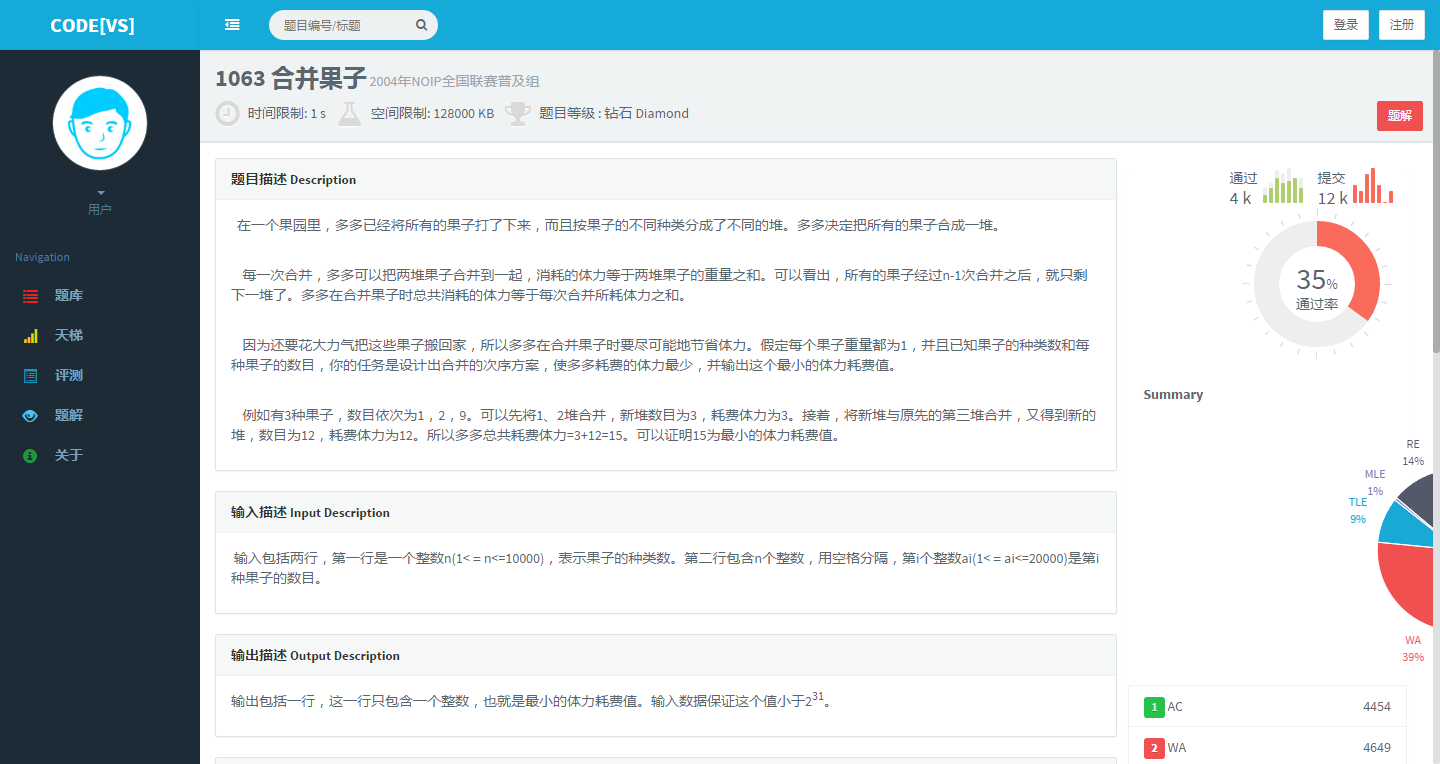 CODE[VS]
题目编号/标题
登录
注册
用户
Navigation
题库
天梯
评测
题解
关于
1063 合并果子 2004年NOIP全国联赛普及组
时间限制: 1 s 空间限制: 128000 KB 题目等级 : 钻石 Diamond
题解
题目描述 Description
在一个果园里，多多已经将所有的果子打了下来，而且按果子的不同种类分成了不同的堆。多多决定把所有的果子合成一堆。
每一次合并，多多可以把两堆果子合并到一起，消耗的体力等于两堆果子的重量之和。可以看出，所有的果子经过n-1次合并之后，就只剩
下一堆了。多多在合并果子时总共消耗的体力等于每次合并所耗体力之和。
因为还要花大力气把这些果子搬回家，所以多多在合并果子时要尽可能地节省体力。假定每个果子重量都为1，并且已知果子的种类数和每
种果子的数目，你的任务是设计出合并的次序方案，使多多耗费的体力最少，并输出这个最小的体力耗费值。
例如有3种果子，数目依次为1，2，9。可以先将1、2堆合并，新堆数目为3，耗费体力为3。接着，将新堆与原先的第三堆合并，又得到新的
堆，数目为12，耗费体力为12。所以多多总共耗费体力=3+12=15。可以证明15为最小的体力耗费值。
输入描述 Input Description
输入包括两行，第一行是一个整数n(1<＝n<=10000)，表示果子的种类数。第二行包含n个整数，用空格分隔，第i个整数ai(1<＝ai<=20000)是第i
种果子的数目。
输出描述 Output Description
输出包括一行，这一行只包含一个整数，也就是最小的体力耗费值。输入数据保证这个值小于2^31。
通过
4 k
提交
12 k
35%
通过率
Summary
RE
14%
MLE
1%
TLE
9%
WA
39%
1 AC 4454
2 WA 4649